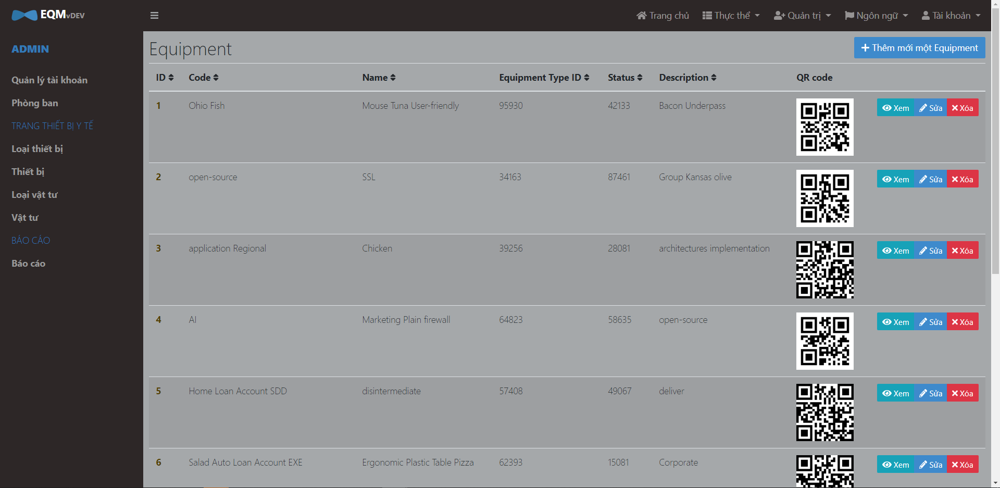 EQMvDEV
Trang chủ Thực thể Quản trị Ngôn ngữ Tài khoản
ADMIN
Quản lý tài khoản
Phòng ban
TRANG THIẾT BỊ Y TẾ
Loại thiết bị
Thiết bị
Loại vật tư
Vật tư
BÁO CÁO
Báo cáo
Equipment
Thêm mới một Equipment
ID Code Name Equipment Type ID Status Description QR code
1 Ohio Fish Mouse Tuna User-friendly 95930 42133 Bacon Underpass Xem Sửa Xóa
2 open-source SSL 34163 87461 Group Kansas olive Xem Sửa Xóa
3 application Regional Chicken 39256 28081 architectures implementation Xem Sửa Xóa
4 AI Marketing Plain firewall 64823 58635 open-source Xem Sửa Xóa
5 Home Loan Account SDD disintermediate 57408 49067 deliver Xem Sửa Xóa
6 Salad Auto Loan Account EXE Ergonomic Plastic Table Pizza 62393 15081 Corporate Xem Sửa Xóa